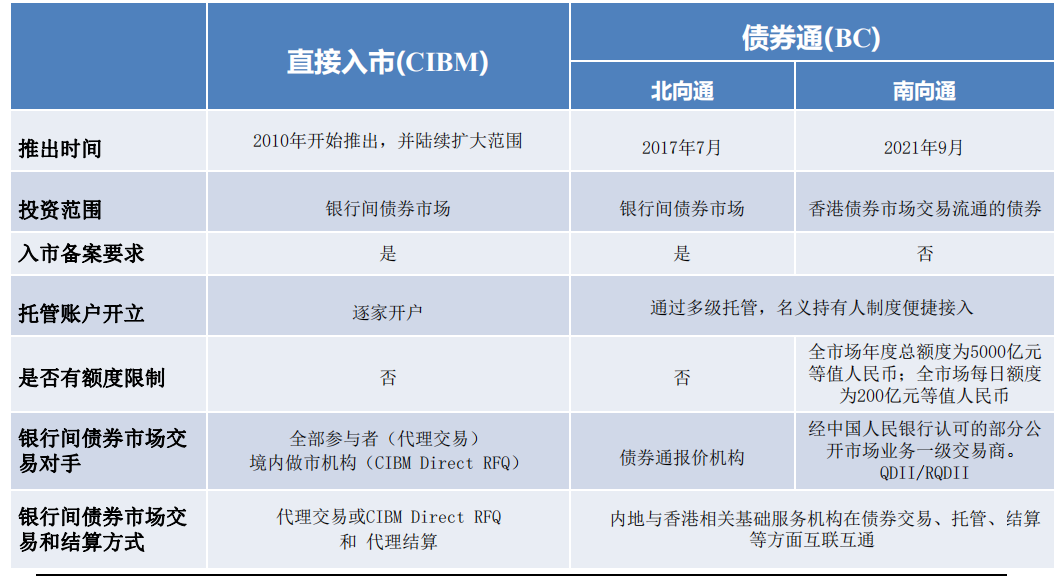 直接入市(CIBM)
债券通(BC)
北向通
南向通
推出时间
2010年开始推出，并陆续扩大范围
2017年7月
2021年9月
投资范围
银行间债券市场
银行间债券市场
香港债券市场交易流通的债券
入市备案要求
是
是
否
托管账户开立
逐家开户
通过多级托管，名义持有人制度便捷接入
是否有额度限制
否
否
全市场年度总额度为5000亿元
等值人民币；全市场每日额度
为200亿元等值人民币
银行间债券市场交
易对手
全部参与者（代理交易）
境内做市机构（CIBM Direct RFQ）
债券通报价机构
经中国人民银行认可的部分公
开市场业务一级交易商。
QDII/RQDII
银行间债券市场交
易和结算方式
代理交易或CIBM Direct RFQ
和 代理结算
内地与香港相关基础服务机构在债券交易、托管、结算
等方面互联互通